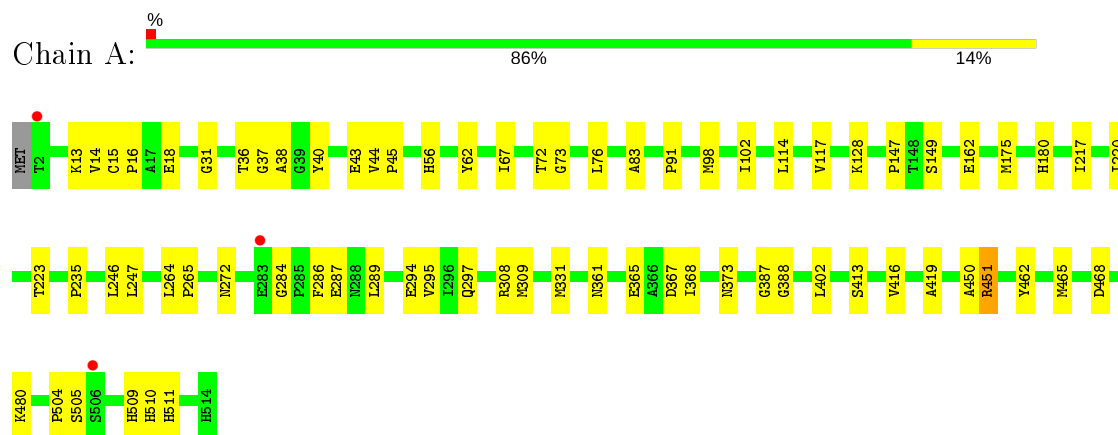 %
Chain A:
86% 14%
MET T2 K13 V14 C15 P16 A17 E18 G31 T36 G37 A38 G39 Y40 E43 V44 P45 H56 Y62 I67 T72 G73 L76 A83 P91 M98 I102 L114 V117 K128 P147 T148 S149 E162 M175 H180 I217
T223 P235 L246 L247 L264 P265 N272 E283 G284 P285 F286 E287 N288 L289 E294 V295 I296 Q297 R308 M309 M331 N361 E365 A366 D367 I368 N373 G387 G388 L402 S413 V416 A419 A450 R451 Y462 M465 D468
K480 P504 S505 S506 H509 H510 H511 H514